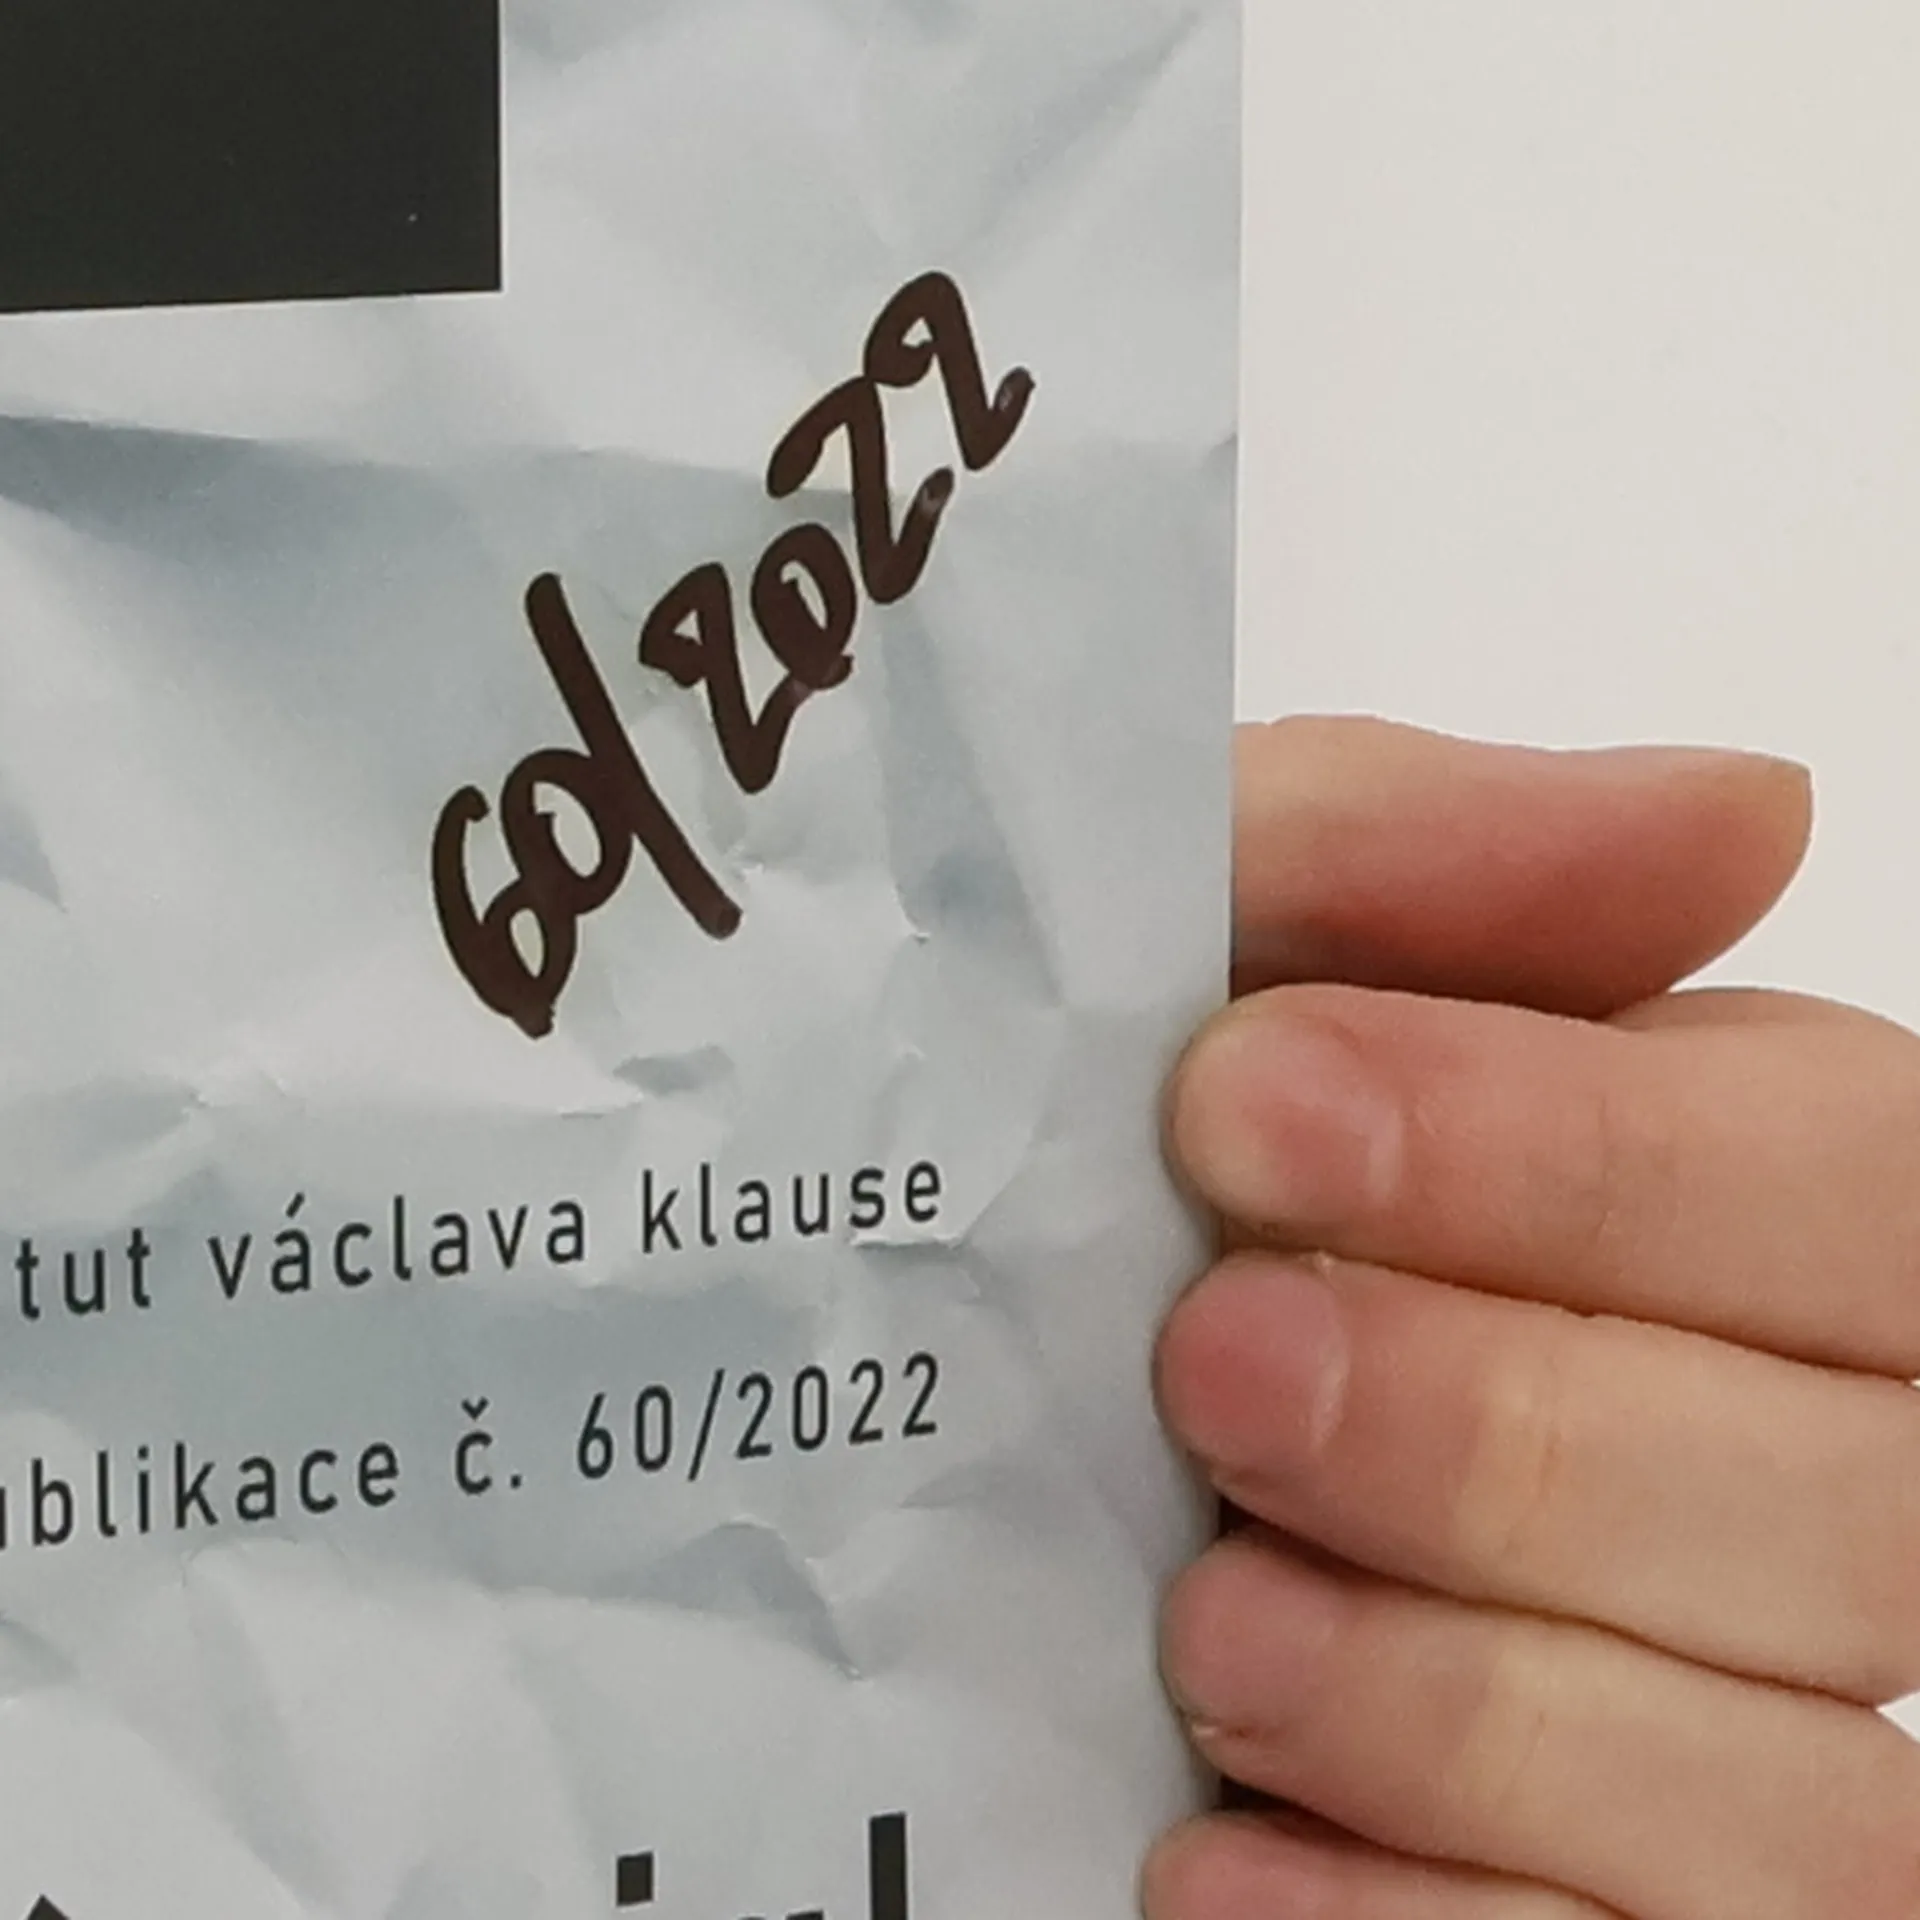 60/2022
tut václava klause
ublikace č. 60/2022